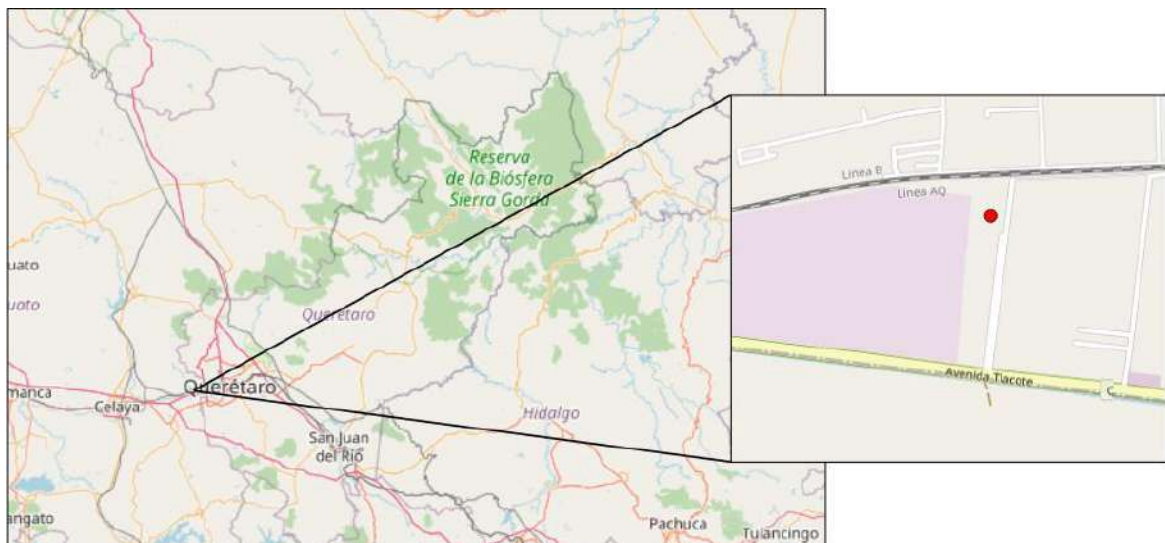 Reserva
de la Biósfera
Sierra Gorda
Linea B
Linea AQ
uato
uoto
Querétaro
Querétaro
manca
Celaya
Avenida Tlacote
C
Hidalgo
San Juan
del Río
angato
Pachuca
Tulancingo